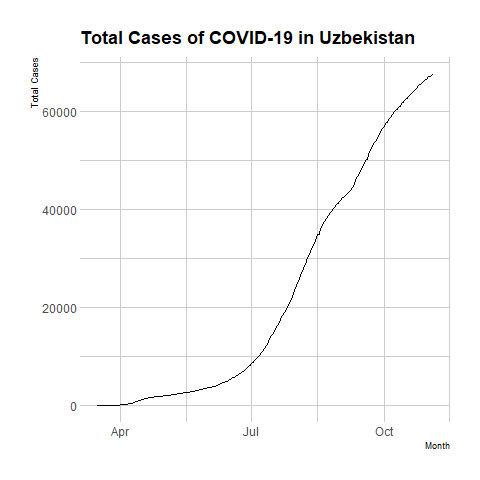 Total Cases of COVID-19 in Uzbekistan
Total Cases
60000
40000
20000
0
Apr Jul Oct
Month